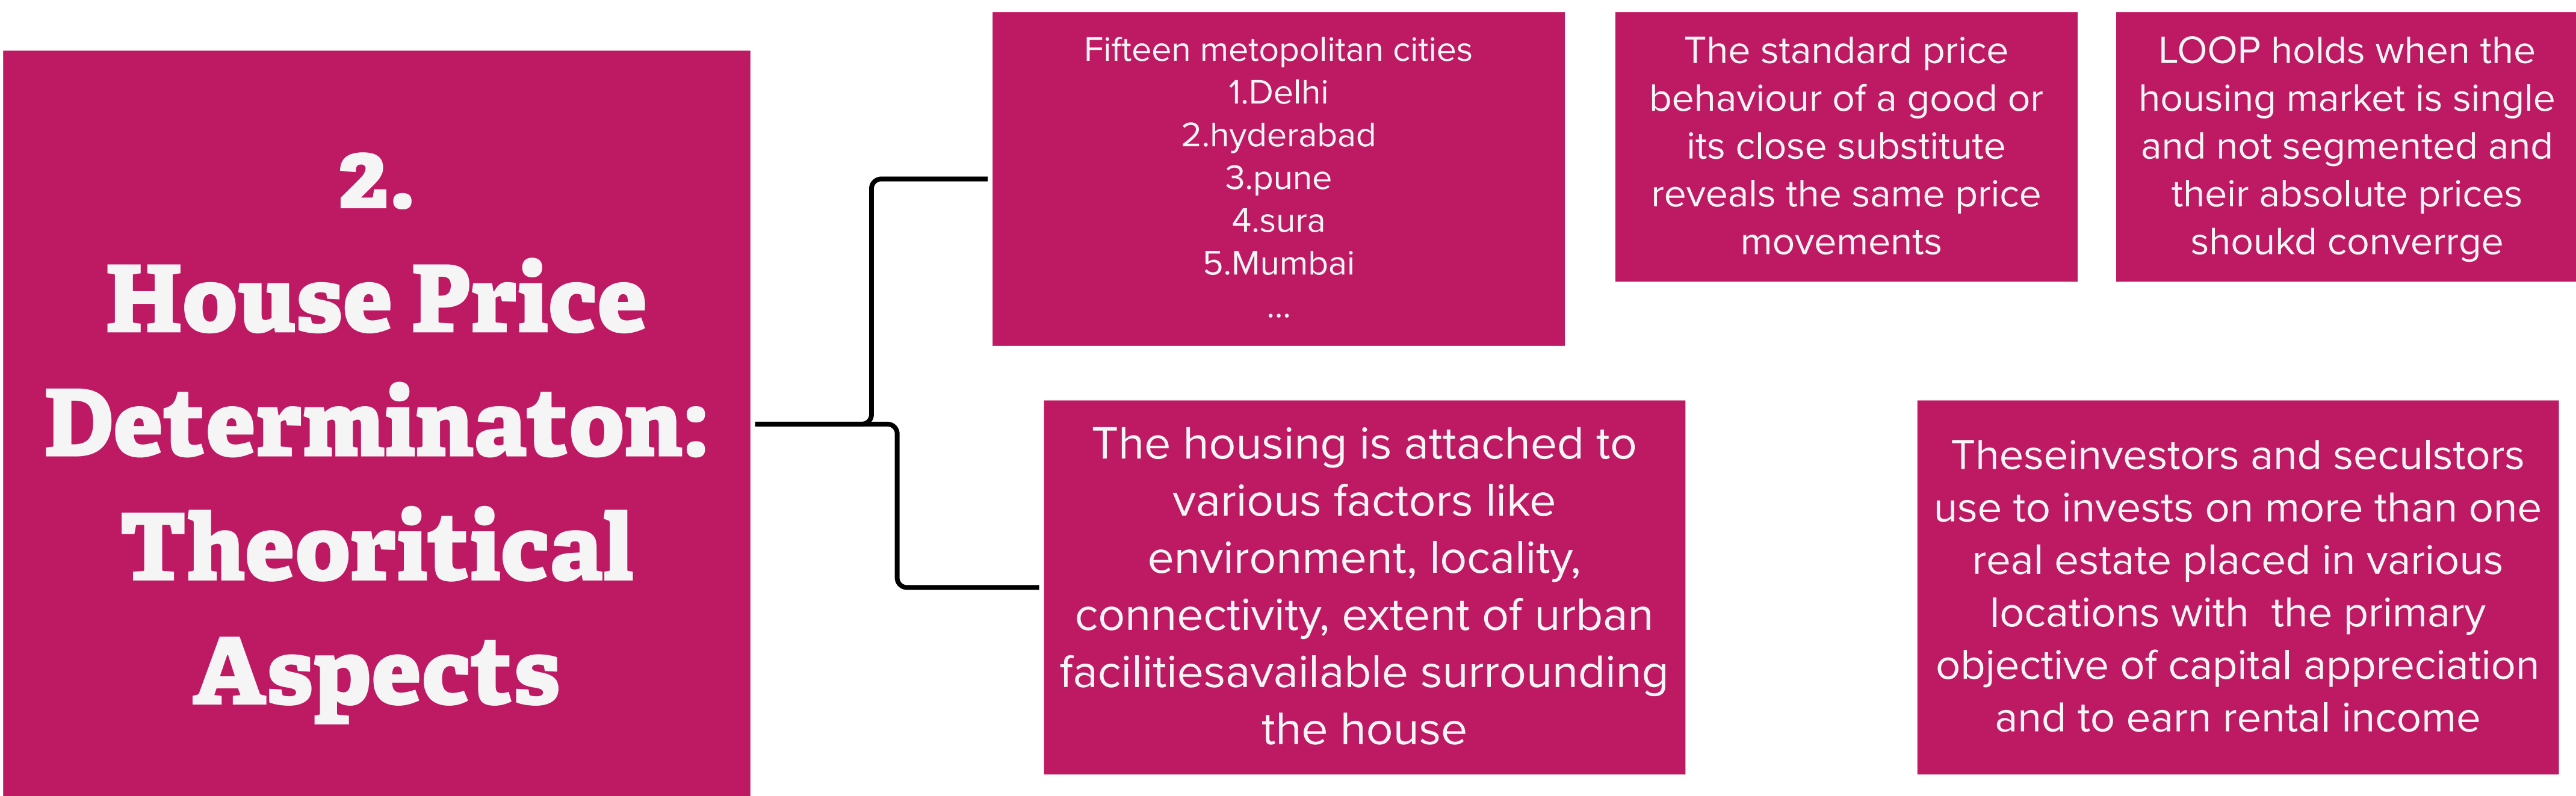 2.
House Price
Determinaton:
Theoritical
Aspects
Fifteen metopolitan cities
1.Delhi
2.hyderabad
3.pune
4.sura
5.Mumbai
...
The standard price
behaviour of a good or
its close substitute
reveals the same price
movements
LOOP holds when the
housing market is single
and not segmented and
their absolute prices
shoukd converrge
The housing is attached to
various factors like
environment, locality,
connectivity, extent of urban
facilitiesavailable surrounding
the house
Theseinvestors and seculstors
use to invests on more than one
real estate placed in various
locations with  the primary
objective of capital appreciation
and to earn rental income